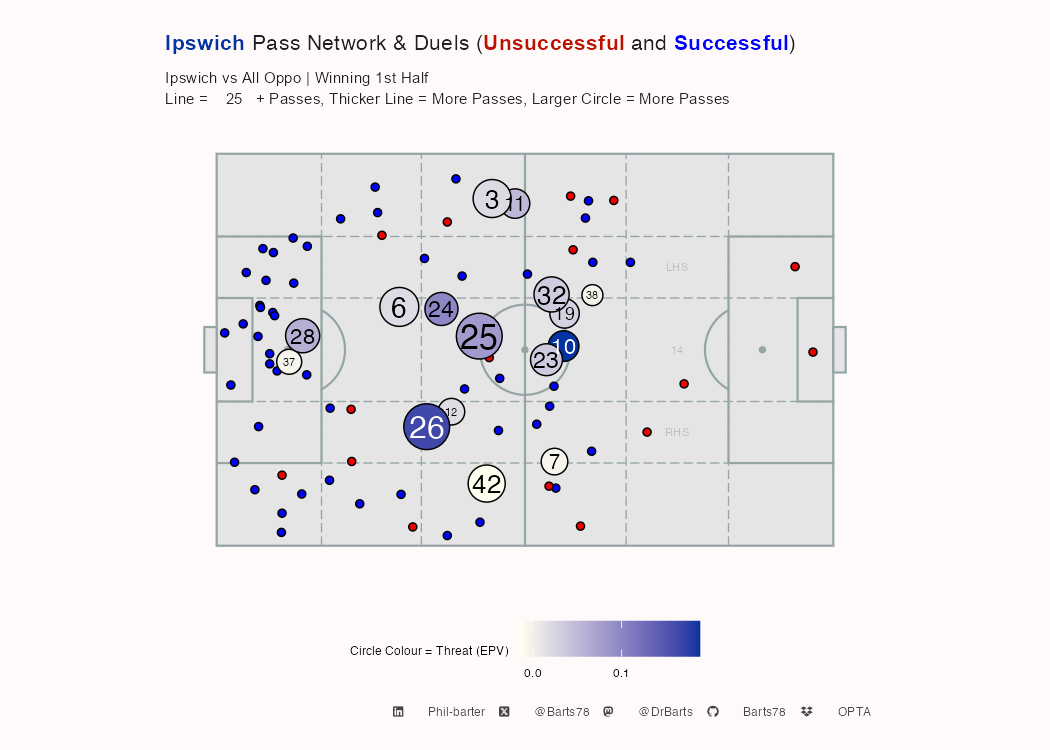 Ipswich Pass Network & Duels (Unsuccessful and Successful)
Ipswich vs All Oppo | Winning 1st Half
Line = 25 + Passes, Thicker Line = More Passes, Larger Circle = More Passes
3 11
LHS
32 38
6 24 19
25 28
10 14
23
37
12
26 RHS
7
42
Circle Colour = Threat (EPV)
0.0 0.1
Phil-barter @Barts78 @DrBarts Barts78 OPTA